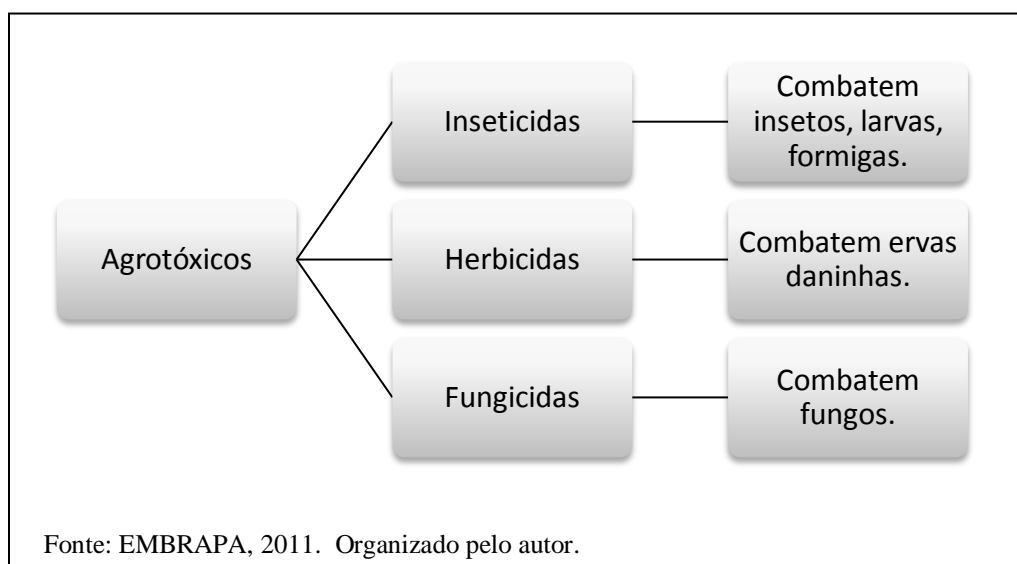 Agrotóxicos
Inseticidas
Combatem
insetos, larvas,
formigas.
Herbicidas
Combatem ervas
daninhas.
Fungicidas
Combatem
fungos.
Fonte: EMBRAPA, 2011.  Organizado pelo autor.